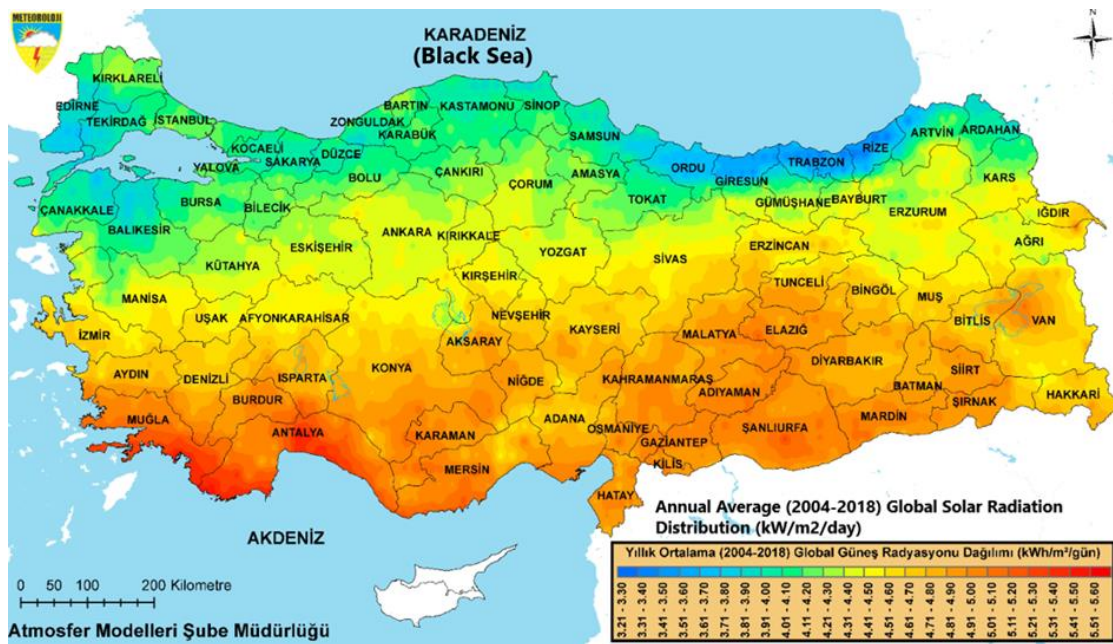 METEOROLOJİ
N
KARADENİZ
(Black Sea)
KIRKLARELİ
EDİRNE
TEKİRDAĞ
İSTANBUL
KOCAELİ
YALOVA
SAKARYA
DÜZCE
ZONGULDAK
BARTIN
KARABÜK
KASTAMONU
SİNOP
SAMSUN
BOLU
ÇANKIRI
ÇORUM
AMASYA
TOKAT
ORDU
GİRESUN
TRABZON
RİZE
ARTVİN
ARDAHAN
KARS
IĞDIR
AĞRI
ÇANAKKALE
BALIKESİR
BURSA
BİLECİK
ESKİŞEHİR
KÜTAHYA
ANKARA
KIRIKKALE
YOZGAT
SİVAS
GÜMÜŞHANE
BAYBURT
ERZURUM
ERZİNCAN
TUNCELİ
BİNGÖL
MUŞ
BİTLİS
VAN
MANİSA
İZMİR
UŞAK
AFYONKARAHİSAR
KIRŞEHİR
NEVŞEHİR
KAYSERİ
AKSARAY
KONYA
NİĞDE
MALATYA
ELAZIĞ
DİYARBAKIR
SİİRT
BATMAN
ŞIRNAK
HAKKARİ
MARDİN
AYDIN
DENİZLİ
ISPARTA
BURDUR
MUĞLA
ANTALYA
KARAMAN
MERSİN
ADANA
KAHRAMANMARAŞ
ADIYAMAN
OSMANİYE
GAZİANTEP
KİLİS
ŞANLIURFA
HATAY
AKDENİZ
Annual Average (2004-2018) Global Solar Radiation
Distribution (kW/m2/day)
Yıllık Ortalama (2004-2018) Global Güneş Radyasyonu Dağılımı (kWh/m²/gün)
3.21 - 3.30
3.31 - 3.40
3.41 - 3.50
3.51 - 3.60
3.61 - 3.70
3.71 - 3.80
3.81 - 3.90
3.91 - 4.00
4.01 - 4.10
4.11 - 4.20
4.21 - 4.30
4.31 - 4.40
4.41 - 4.50
4.51 - 4.60
4.61 - 4.70
4.71 - 4.80
4.81 - 4.90
4.91 - 5.00
5.01 - 5.10
5.11 - 5.20
5.21 - 5.30
5.31 - 5.40
5.41 - 5.50
5.51 - 5.60
0 50 100 200 Kilometre
Atmosfer Modelleri Şube Müdürlüğü